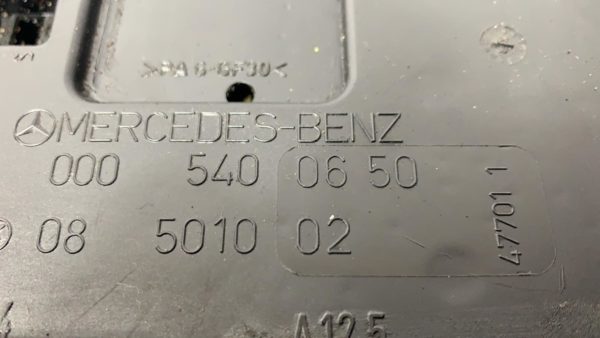 >PA 6-GF30<
MERCEDES-BENZ
000 540 06 50
08 5010 02
47701 1
A12.5